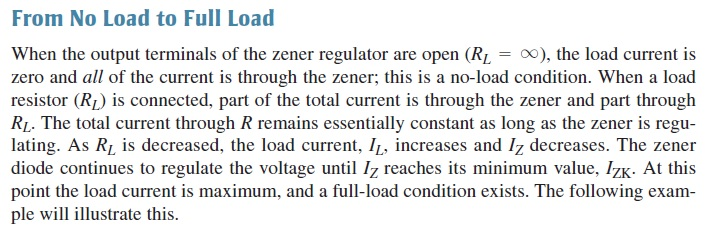 From No Load to Full Load
When the output terminals of the zener regulator are open (R_L = ∞), the load current is
zero and all of the current is through the zener; this is a no-load condition. When a load
resistor (R_L) is connected, part of the total current is through the zener and part through
R_L. The total current through R remains essentially constant as long as the zener is regu-
lating. As R_L is decreased, the load current, I_L, increases and I_Z decreases. The zener
diode continues to regulate the voltage until I_Z reaches its minimum value, I_ZK. At this
point the load current is maximum, and a full-load condition exists. The following exam-
ple will illustrate this.